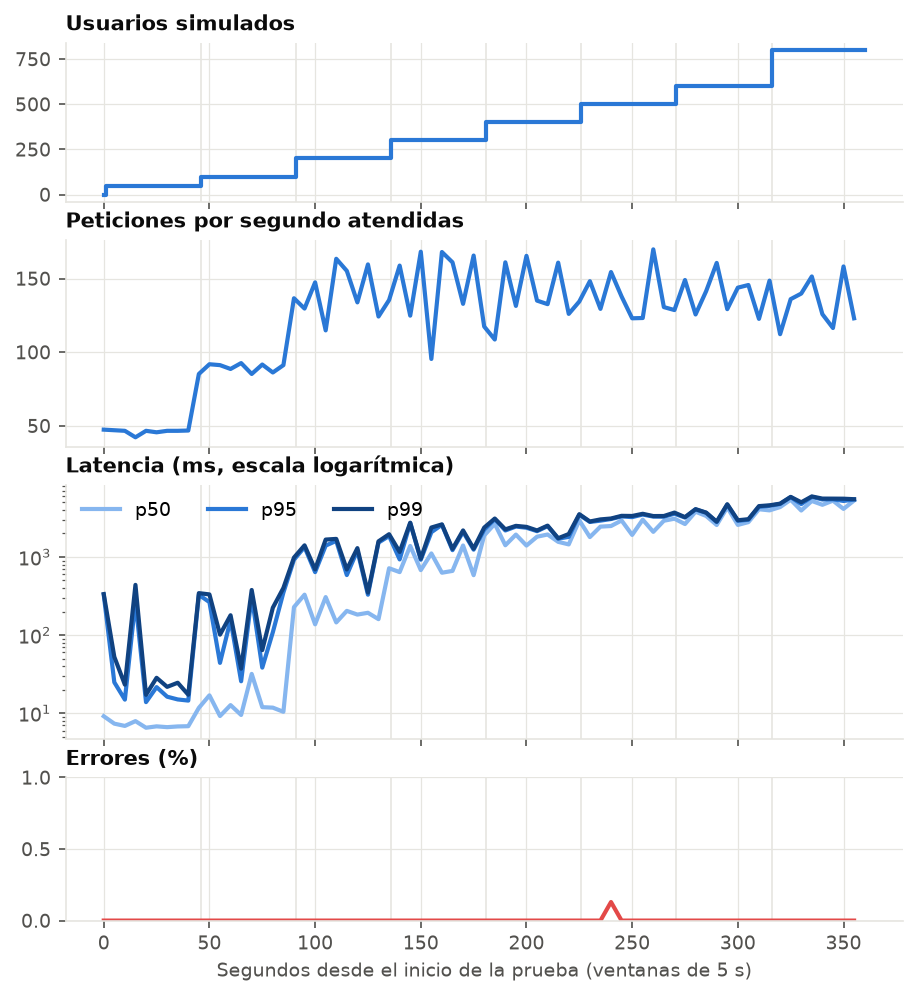 Usuarios simulados
750
500
250
0
Peticiones por segundo atendidas
150
100
50
Latencia (ms, escala logarítmica)
p50 p95 p99
10³
10²
10¹
Errores (%)
1.0
0.5
0.0
0 50 100 150 200 250 300 350
Segundos desde el inicio de la prueba (ventanas de 5 s)